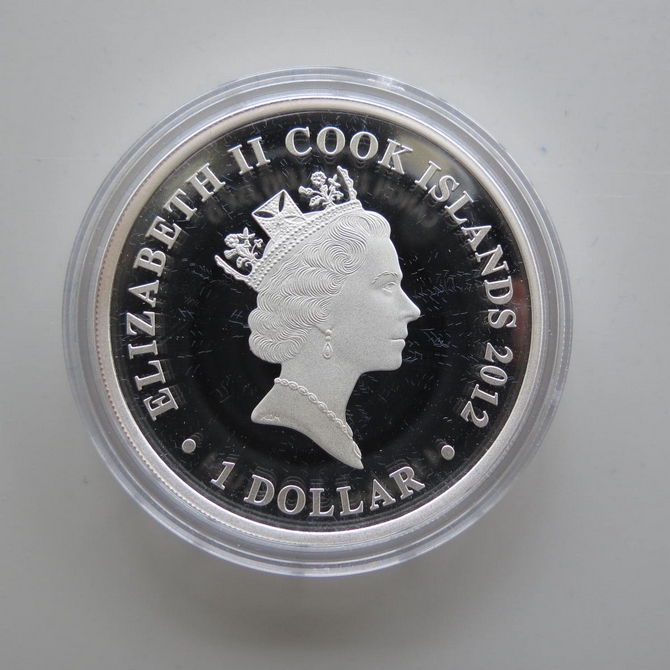 ELIZABETH II COOK ISLANDS 2012
• 1 DOLLAR •